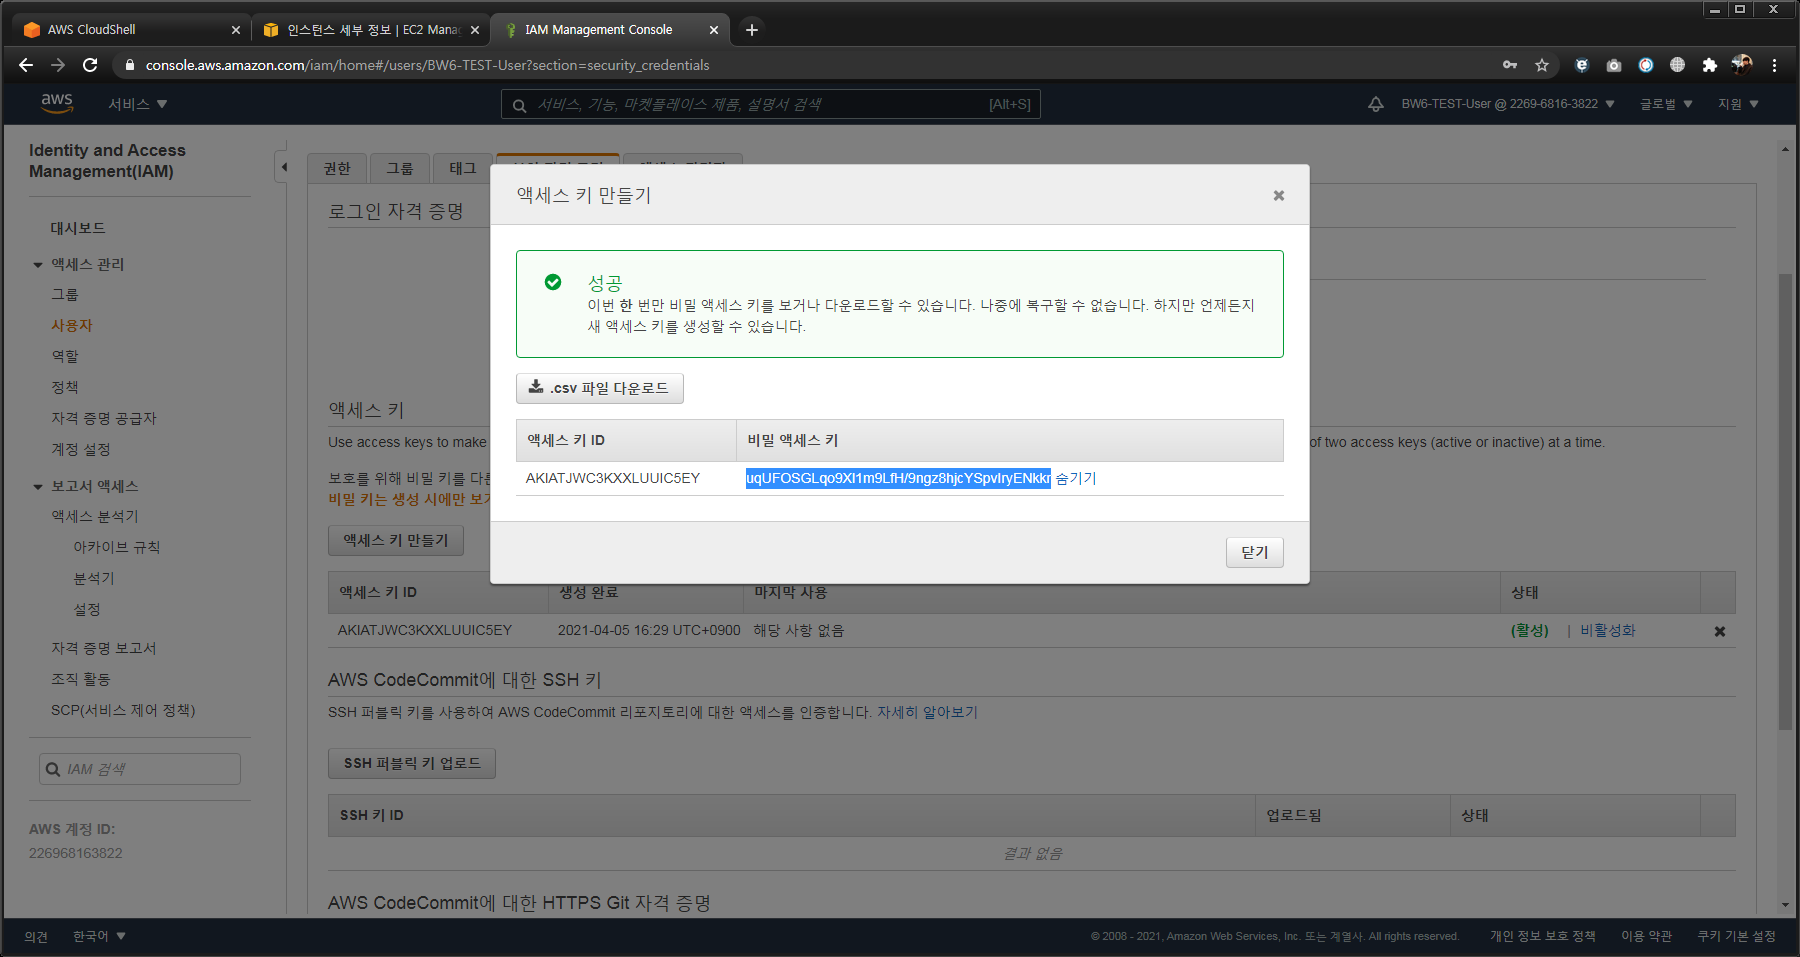 AWS CloudShell
인스턴스 세부 정보 | EC2 Mana
IAM Management Console
console.aws.amazon.com/iam/home#/users/BW6-TEST-User?section=security_credentials
aws
서비스
서비스, 기능, 마켓플레이스 제품, 설명서 검색
[Alt+S]
BW6-TEST-User @ 2269-6816-3822
글로벌
지원
Identity and Access
Management(IAM)
대시보드
액세스 관리
그룹
사용자
역할
정책
자격 증명 공급자
계정 설정
보고서 액세스
액세스 분석기
아카이브 규칙
분석기
설정
자격 증명 보고서
조직 활동
SCP(서비스 제어 정책)
IAM 검색
AWS 계정 ID:
226968163822
권한
그룹
태그
로그인 자격 증명
액세스 키 만들기
성공
이번 한 번만 비밀 액세스 키를 보거나 다운로드할 수 있습니다. 나중에 복구할 수 없습니다. 하지만 언제든지
새 액세스 키를 생성할 수 있습니다.
.csv 파일 다운로드
액세스 키 ID
비밀 액세스 키
AKIATJWC3KXXLUUIC5EY
숨기기
닫기
액세스 키
Use access keys to make
of two access keys (active or inactive) at a time.
보호를 위해 비밀 키를
비밀 키는 생성 시에만
액세스 키 만들기
액세스 키 ID
생성 완료
마지막 사용
상태
AKIATJWC3KXXLUUIC5EY
2021-04-05 16:29 UTC+0900
해당 사항 없음
(활성)
| 비활성화
AWS CodeCommit에 대한 SSH 키
SSH 퍼블릭 키를 사용하여 AWS CodeCommit 리포지토리에 대한 액세스를 인증합니다. 자세히 알아보기
SSH 퍼블릭 키 업로드
SSH 키 ID
업로드됨
상태
결과 없음
AWS CodeCommit에 대한 HTTPS Git 자격 증명
의견
한국어
© 2008 - 2021, Amazon Web Services, Inc. 또는 계열사. All rights reserved.
개인 정보 보호 정책
이용 약관
쿠키 기본 설정